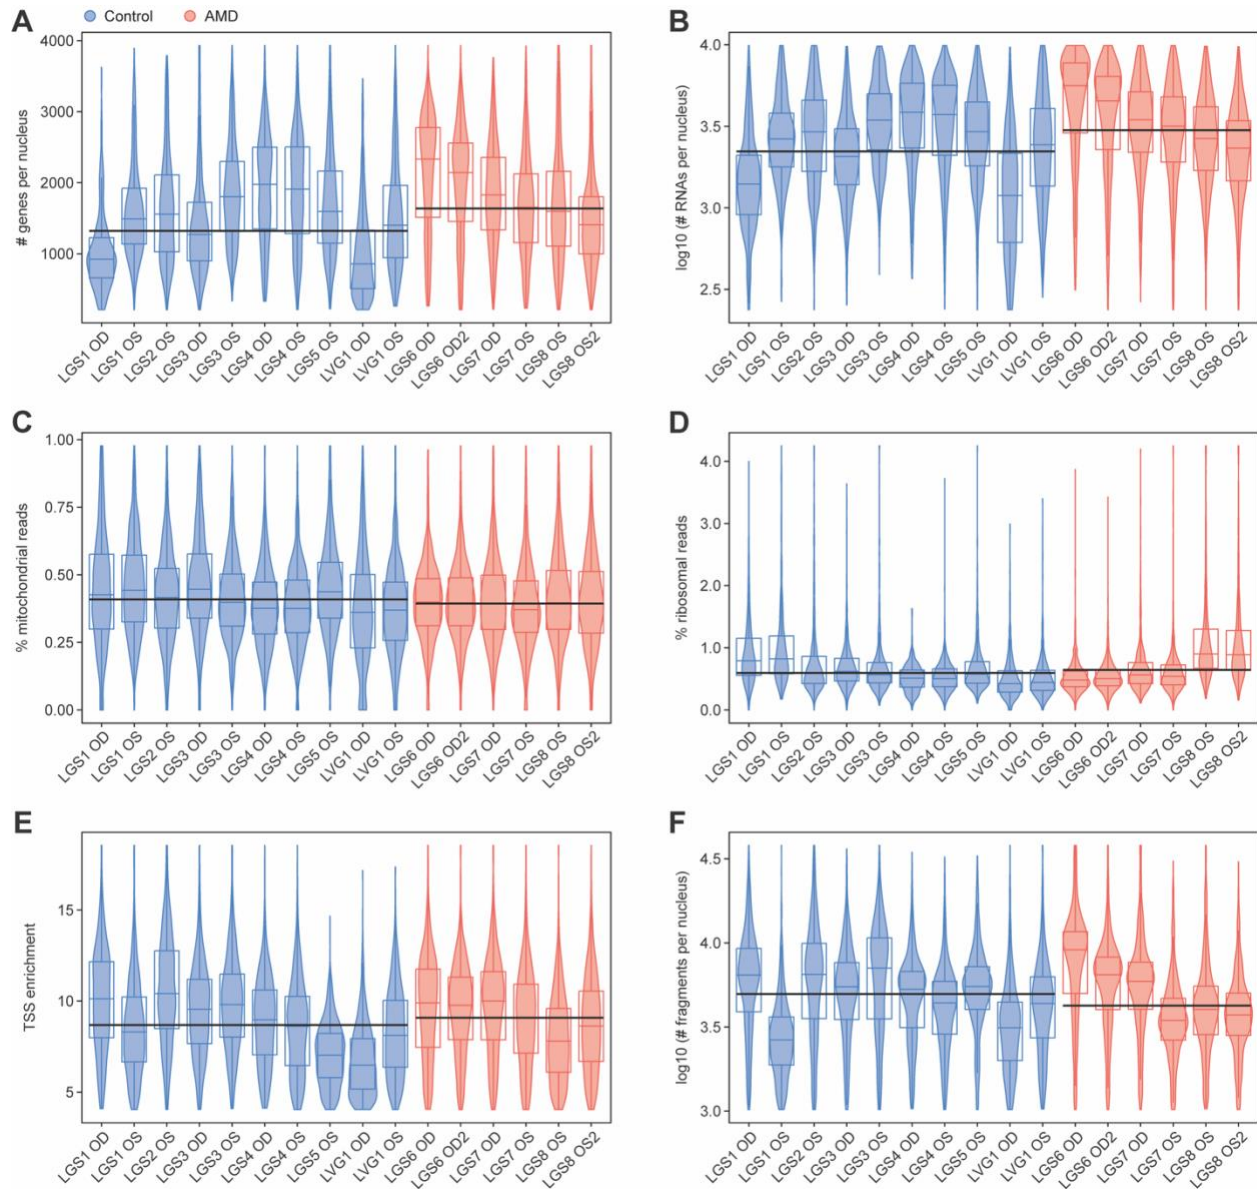 Control AMD
A
# genes per nucleus
4000
3000
2000
1000
LGS1 OD
LGS1 OS
LGS2 OS
LGS3 OD
LGS3 OS
LGS4 OD
LGS4 OS
LGS5 OD
LVG1 OD
LVG1 OS
LGS6 OD
LGS6 OD2
LGS7 OD
LGS7 OS
LGS8 OS
LGS8 OS2
B
log10 (# RNAs per nucleus)
4.0
3.5
3.0
2.5
LGS1 OD
LGS1 OS
LGS2 OS
LGS3 OD
LGS3 OS
LGS4 OD
LGS4 OS
LGS5 OD
LVG1 OD
LVG1 OS
LGS6 OD
LGS6 OD2
LGS7 OD
LGS7 OS
LGS8 OS
LGS8 OS2
C
% mitochondrial reads
1.00
0.75
0.50
0.25
0.00
LGS1 OD
LGS1 OS
LGS2 OS
LGS3 OD
LGS3 OS
LGS4 OD
LGS4 OS
LGS5 OD
LVG1 OD
LVG1 OS
LGS6 OD
LGS6 OD2
LGS7 OD
LGS7 OS
LGS8 OS
LGS8 OS2
D
% ribosomal reads
4.0
3.0
2.0
1.0
0.0
LGS1 OD
LGS1 OS
LGS2 OS
LGS3 OD
LGS3 OS
LGS4 OD
LGS4 OS
LGS5 OD
LVG1 OD
LVG1 OS
LGS6 OD
LGS6 OD2
LGS7 OD
LGS7 OS
LGS8 OS
LGS8 OS2
E
TSS enrichment
15
10
5
LGS1 OD
LGS1 OS
LGS2 OS
LGS3 OD
LGS3 OS
LGS4 OD
LGS4 OS
LGS5 OD
LVG1 OD
LVG1 OS
LGS6 OD
LGS6 OD2
LGS7 OD
LGS7 OS
LGS8 OS
LGS8 OS2
F
log10 (# fragments per nucleus)
4.5
4.0
3.5
3.0
LGS1 OD
LGS1 OS
LGS2 OS
LGS3 OD
LGS3 OS
LGS4 OD
LGS4 OS
LGS5 OD
LVG1 OD
LVG1 OS
LGS6 OD
LGS6 OD2
LGS7 OD
LGS7 OS
LGS8 OS
LGS8 OS2